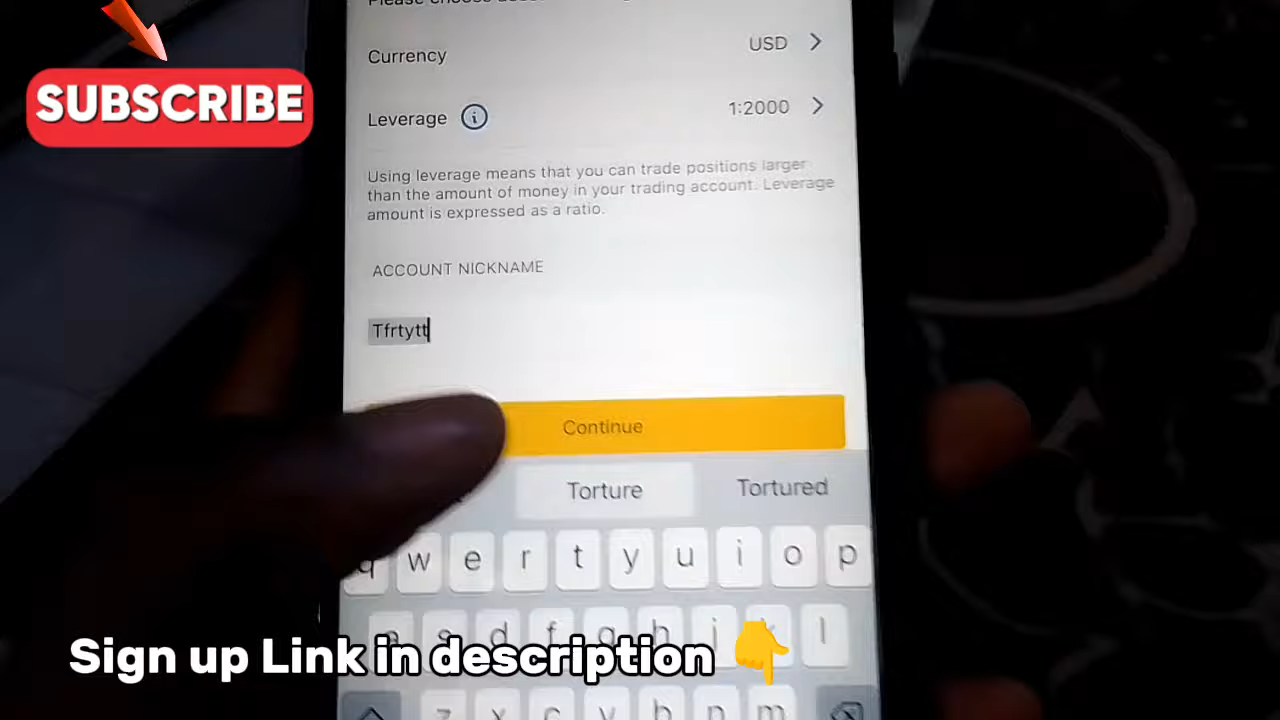 SUBSCRIBE
Currency
USD
Leverage
1:2000
Using leverage means that you can trade positions larger
than the amount of money in your trading account. Leverage
amount is expressed as a ratio.
ACCOUNT NICKNAME
Tfrtytt
Continue
Torture
Tortured
q w e r t y u i o p
a s d f g h j k l
Sign up Link in description
z x c v b n m